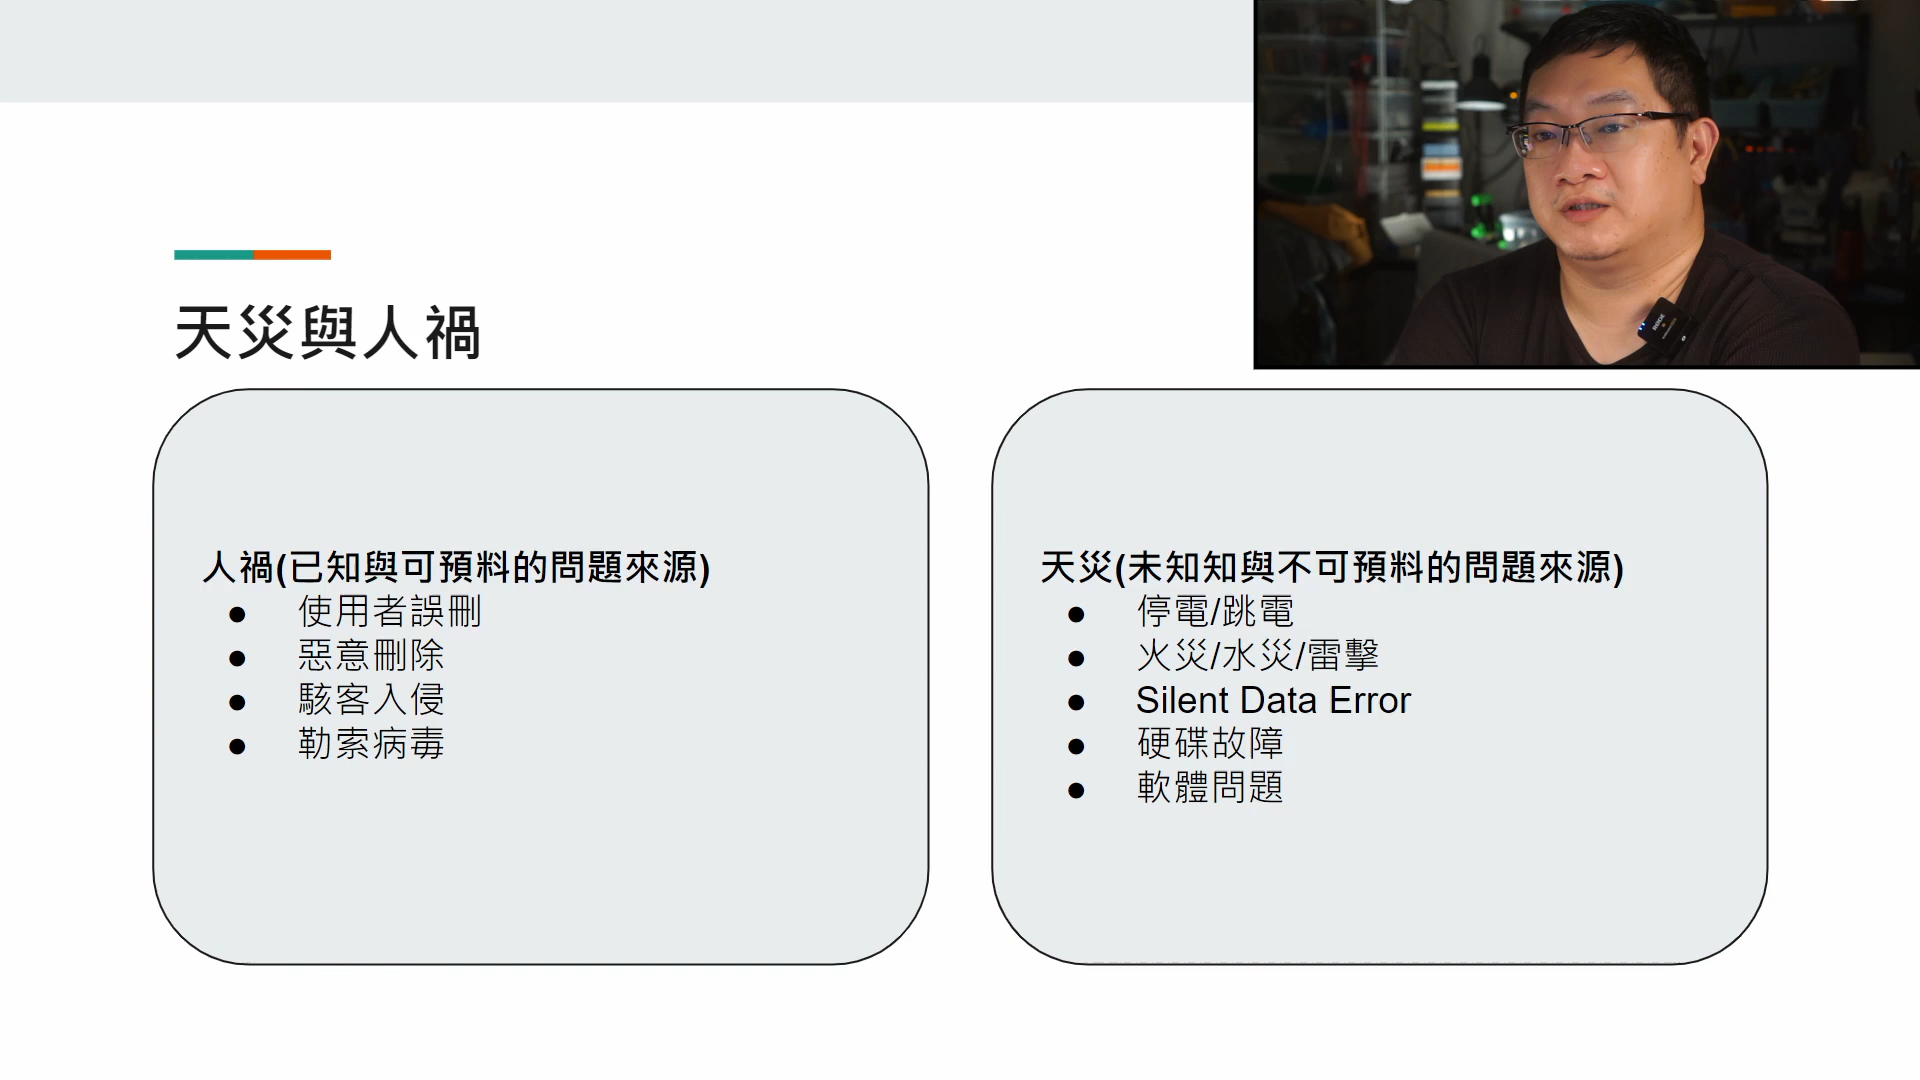 天災與人禍
人禍(已知與可預料的問題來源)
● 使用者誤刪
● 惡意刪除
● 駭客入侵
● 勒索病毒
天災(未知知與不可預料的問題來源)
● 停電/跳電
● 火災/水災/雷擊
● Silent Data Error
● 硬碟故障
● 軟體問題
RODE